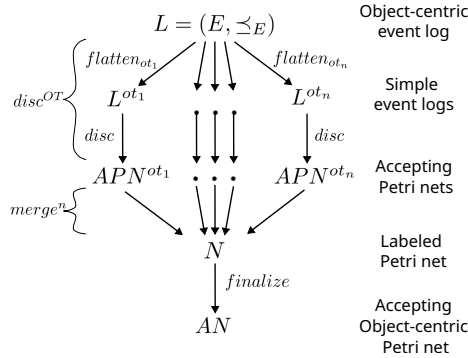 L = (E, ⪯_E)
Object-centric
event log
flatten_{ot_1}
flatten_{ot_n}
disc^{OT}
L^{ot_1}
L^{ot_n}
Simple
event logs
disc
disc
APN^{ot_1}
APN^{ot_n}
Accepting
Petri nets
merge^n
N
Labeled
Petri net
finalize
AN
Accepting
Object-centric
Petri net